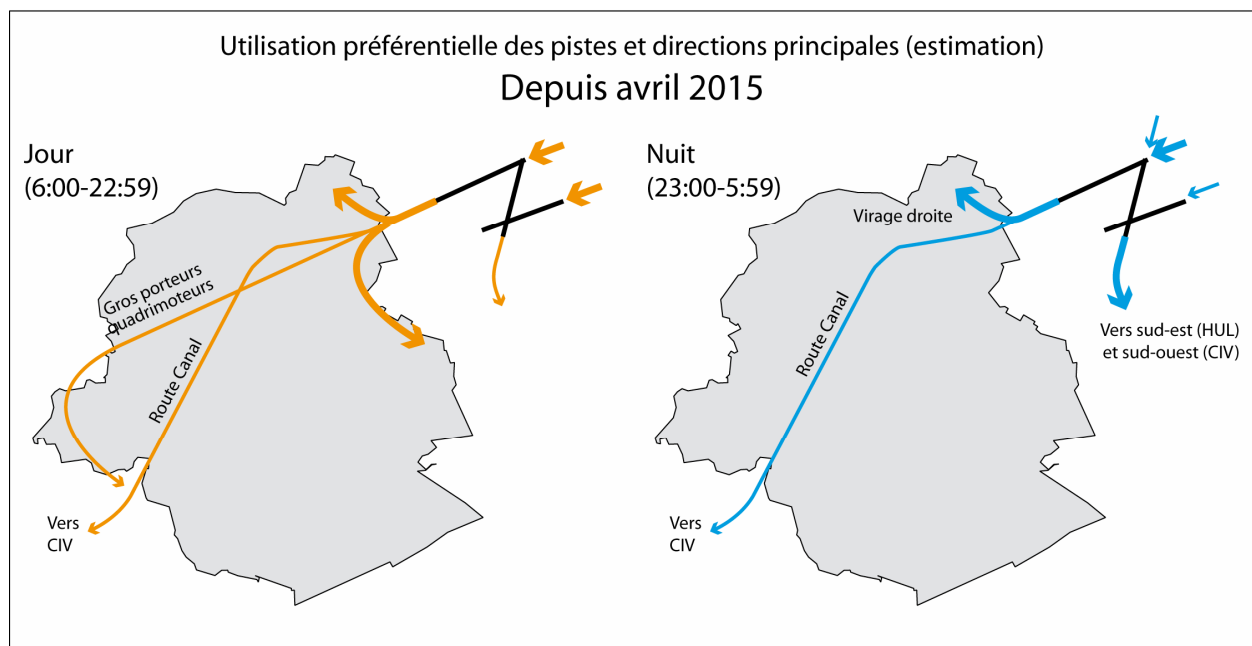 Utilisation préférentielle des pistes et directions principales (estimation)
Depuis avril 2015
Jour
(6:00-22:59)
Gros porteurs
quadrimoteurs
Route Canal
Vers
CIV
Nuit
(23:00-5:59)
Virage droite
Route Canal
Vers sud-est (HUL)
et sud-ouest (CIV)
Vers
CIV